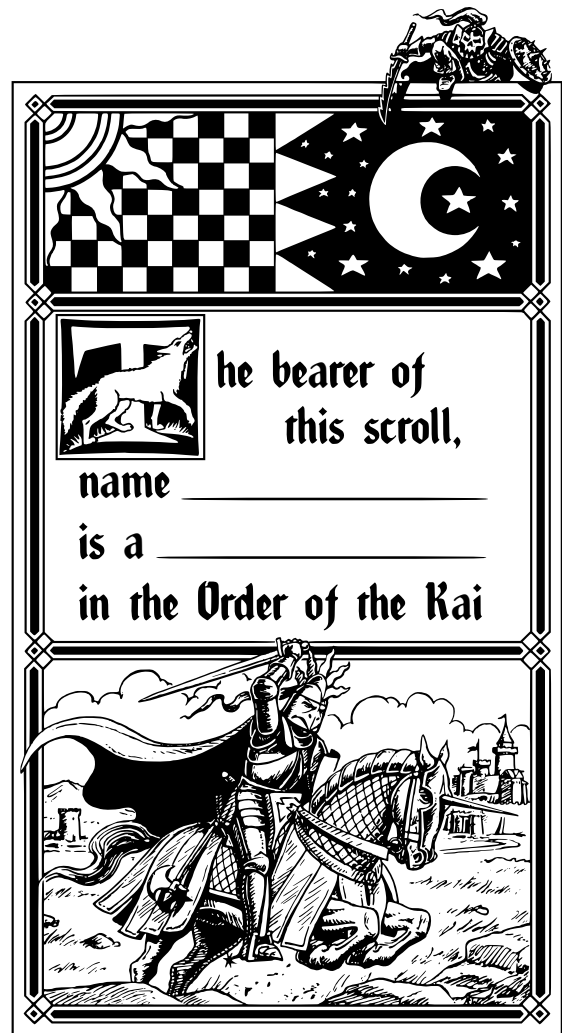 The bearer of
this scroll,
name
is a
in the Order of the Kai